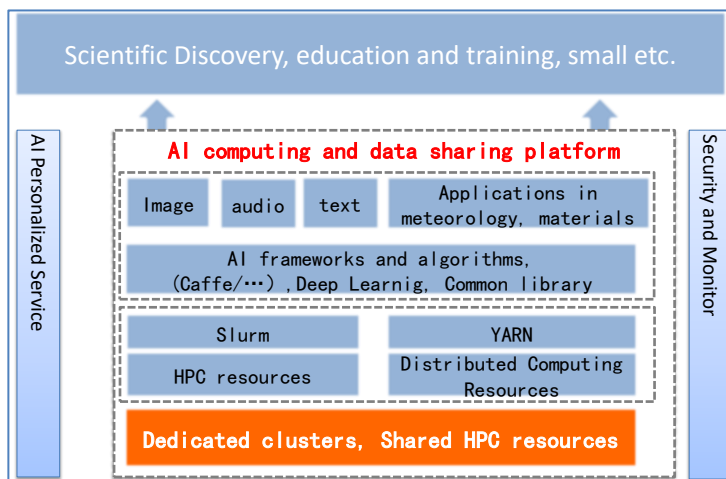 Scientific Discovery, education and training, small etc.
AI Personalized Service
Security and Monitor
AI computing and data sharing platform
Image
audio
text
Applications in
meteorology, materials
AI frameworks and algorithms,
(Caffe/···),Deep Learnig, Common library
Slurm
YARN
HPC resources
Distributed Computing
Resources
Dedicated clusters, Shared HPC resources